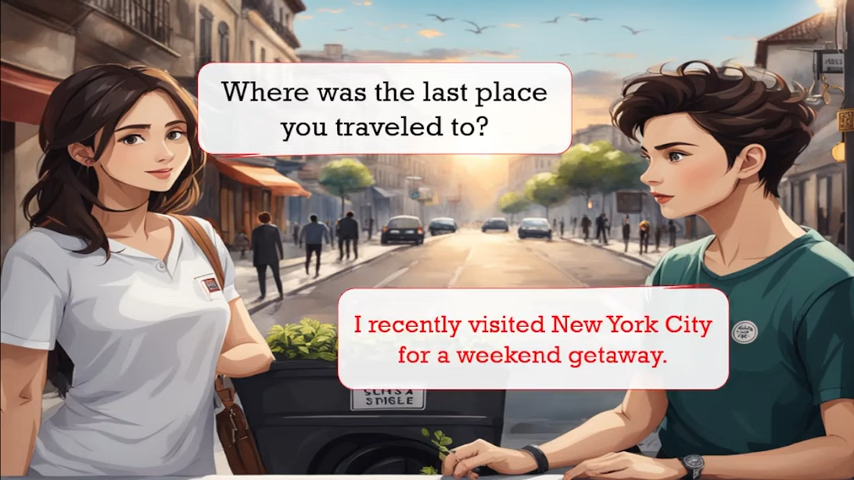 Where was the last place
you traveled to?
I recently visited New York City
for a weekend getaway.